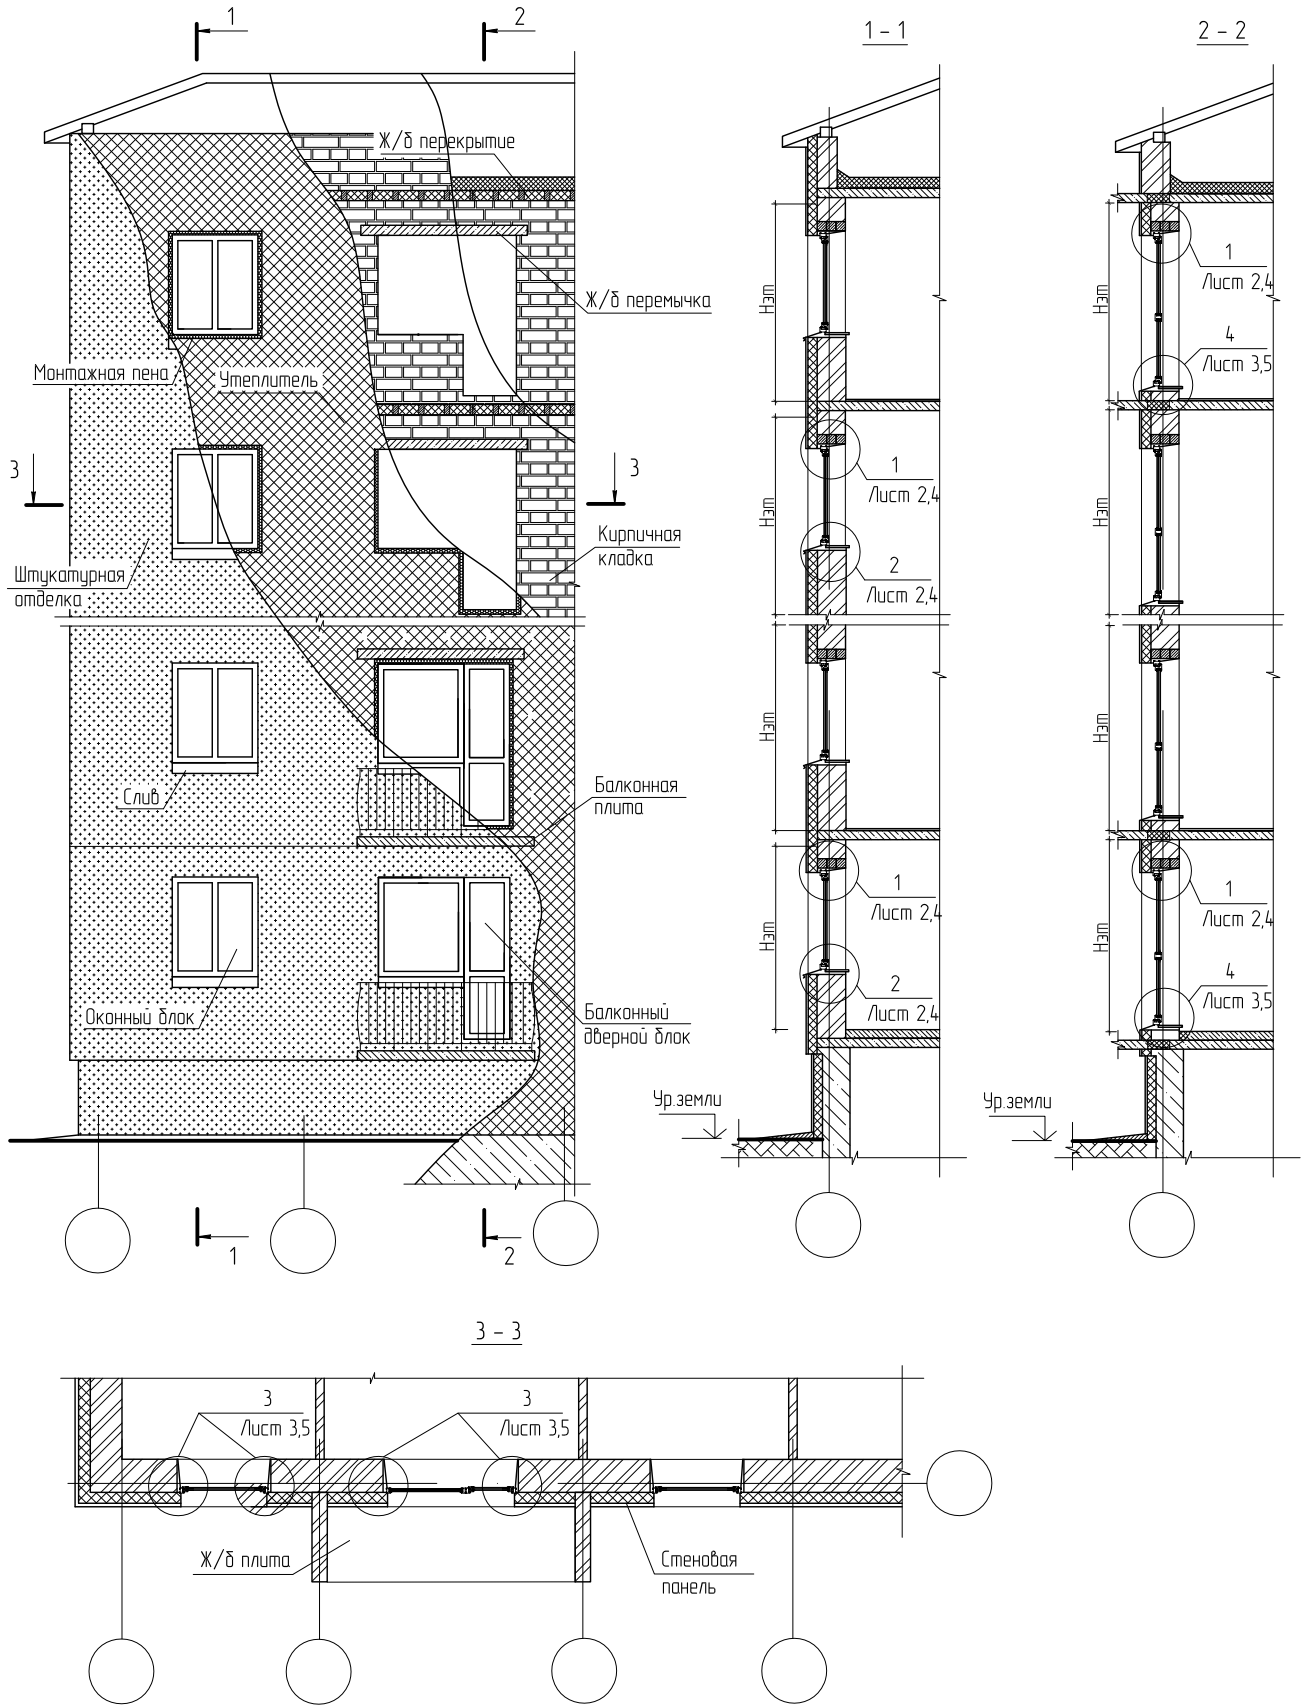 1
2
1 – 1
2 – 2
Ж/б перекрытие
Ж/б перемычка
Монтажная пена
Утеплитель
3
3
Кирпичная
кладка
Штукатурная
отделка
Слив
Балконная
плита
Оконный блок
Балконный
дверной блок
1
2
Нэт
Нэт
Нэт
Нэт
1
Лист 2,4
2
Лист 2,4
1
Лист 2,4
2
Лист 2,4
Ур.земли
Нэт
Нэт
Нэт
Нэт
1
Лист 2,4
4
Лист 3,5
1
Лист 2,4
4
Лист 3,5
Ур.земли
3 – 3
3
Лист 3,5
3
Лист 3,5
Ж/б плита
Стеновая
панель